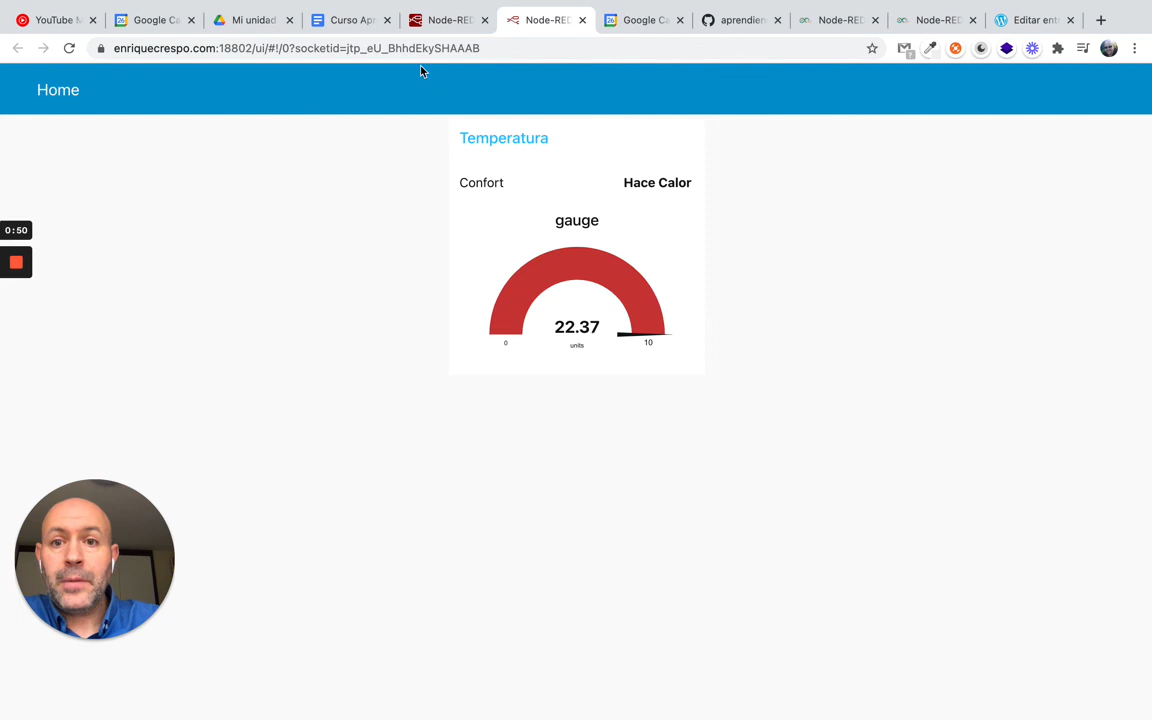 YouTube M
Google Ca
Mi unidad
Curso Apr
Node-RED
Node-RED
Google Ca
aprendien
Node-RED
Node-RED
Editar ent
enriquecrespo.com:18802/ui/#!/0?socketid=jtp_eU_BhhdEkySHAAAB
Home
Temperatura
Confort Hace Calor
0:50
gauge
22.37
units
0 10